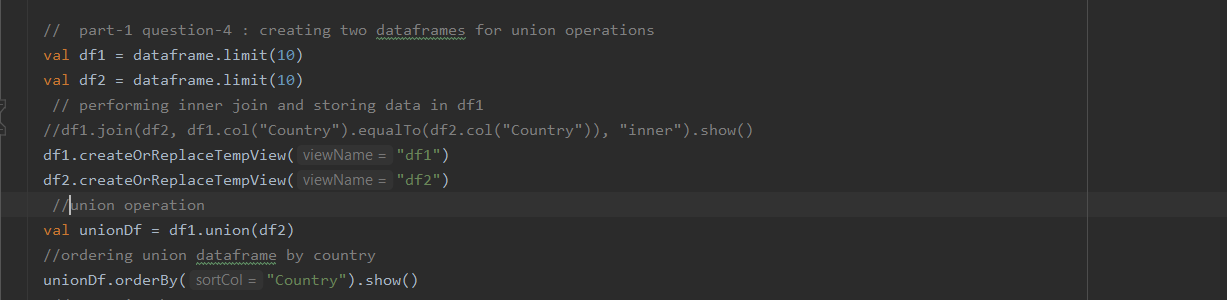 // part-1 question-4 : creating two dataframes for union operations
val df1 = dataframe.limit(10)
val df2 = dataframe.limit(10)
// performing inner join and storing data in df1
//df1.join(df2, df1.col("Country").equalTo(df2.col("Country")), "inner").show()
df1.createOrReplaceTempView( viewName = "df1")
df2.createOrReplaceTempView( viewName = "df2")
//union operation
val unionDf = df1.union(df2)
//ordering union dataframe by country
unionDf.orderBy( sortCol = "Country").show()